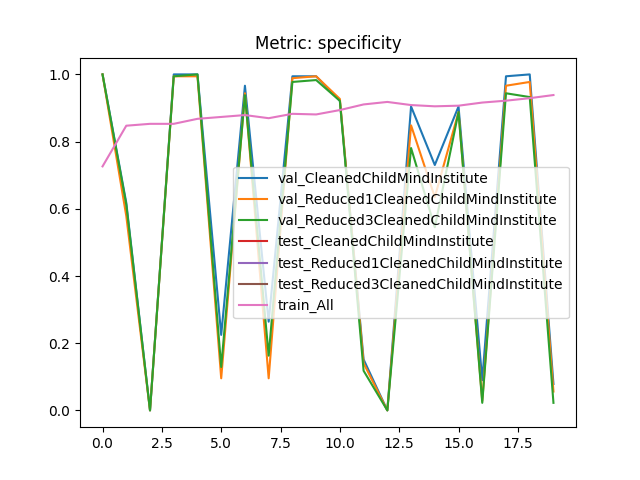 Metric: specificity
1.0
0.8
0.6
0.4
0.2
0.0
val_CleanedChildMindInstitute
val_Reduced1CleanedChildMindInstitute
val_Reduced3CleanedChildMindInstitute
test_CleanedChildMindInstitute
test_Reduced1CleanedChildMindInstitute
test_Reduced3CleanedChildMindInstitute
train_All
0.0 2.5 5.0 7.5 10.0 12.5 15.0 17.5